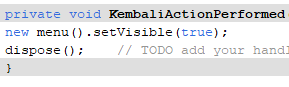 private void KembaliActionPerformed(
new menu().setVisible(true);
dispose();    // TODO add your handl
}